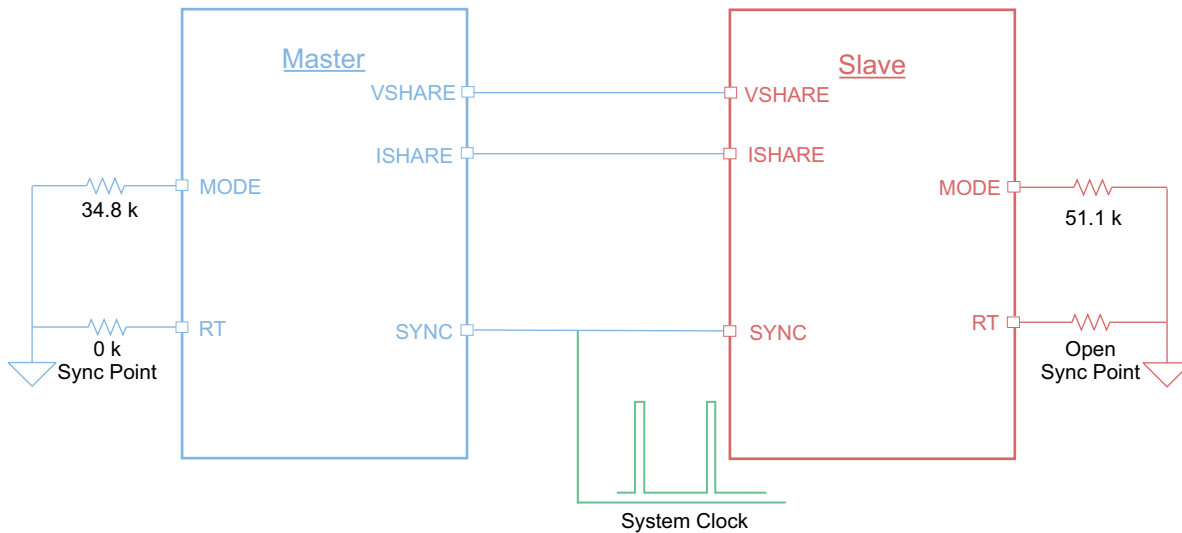 Master
VSHARE
ISHARE
MODE
34.8 k
RT
0 k
Sync Point
SYNC
Slave
VSHARE
ISHARE
MODE
51.1 k
SYNC
RT
Open
Sync Point
System Clock